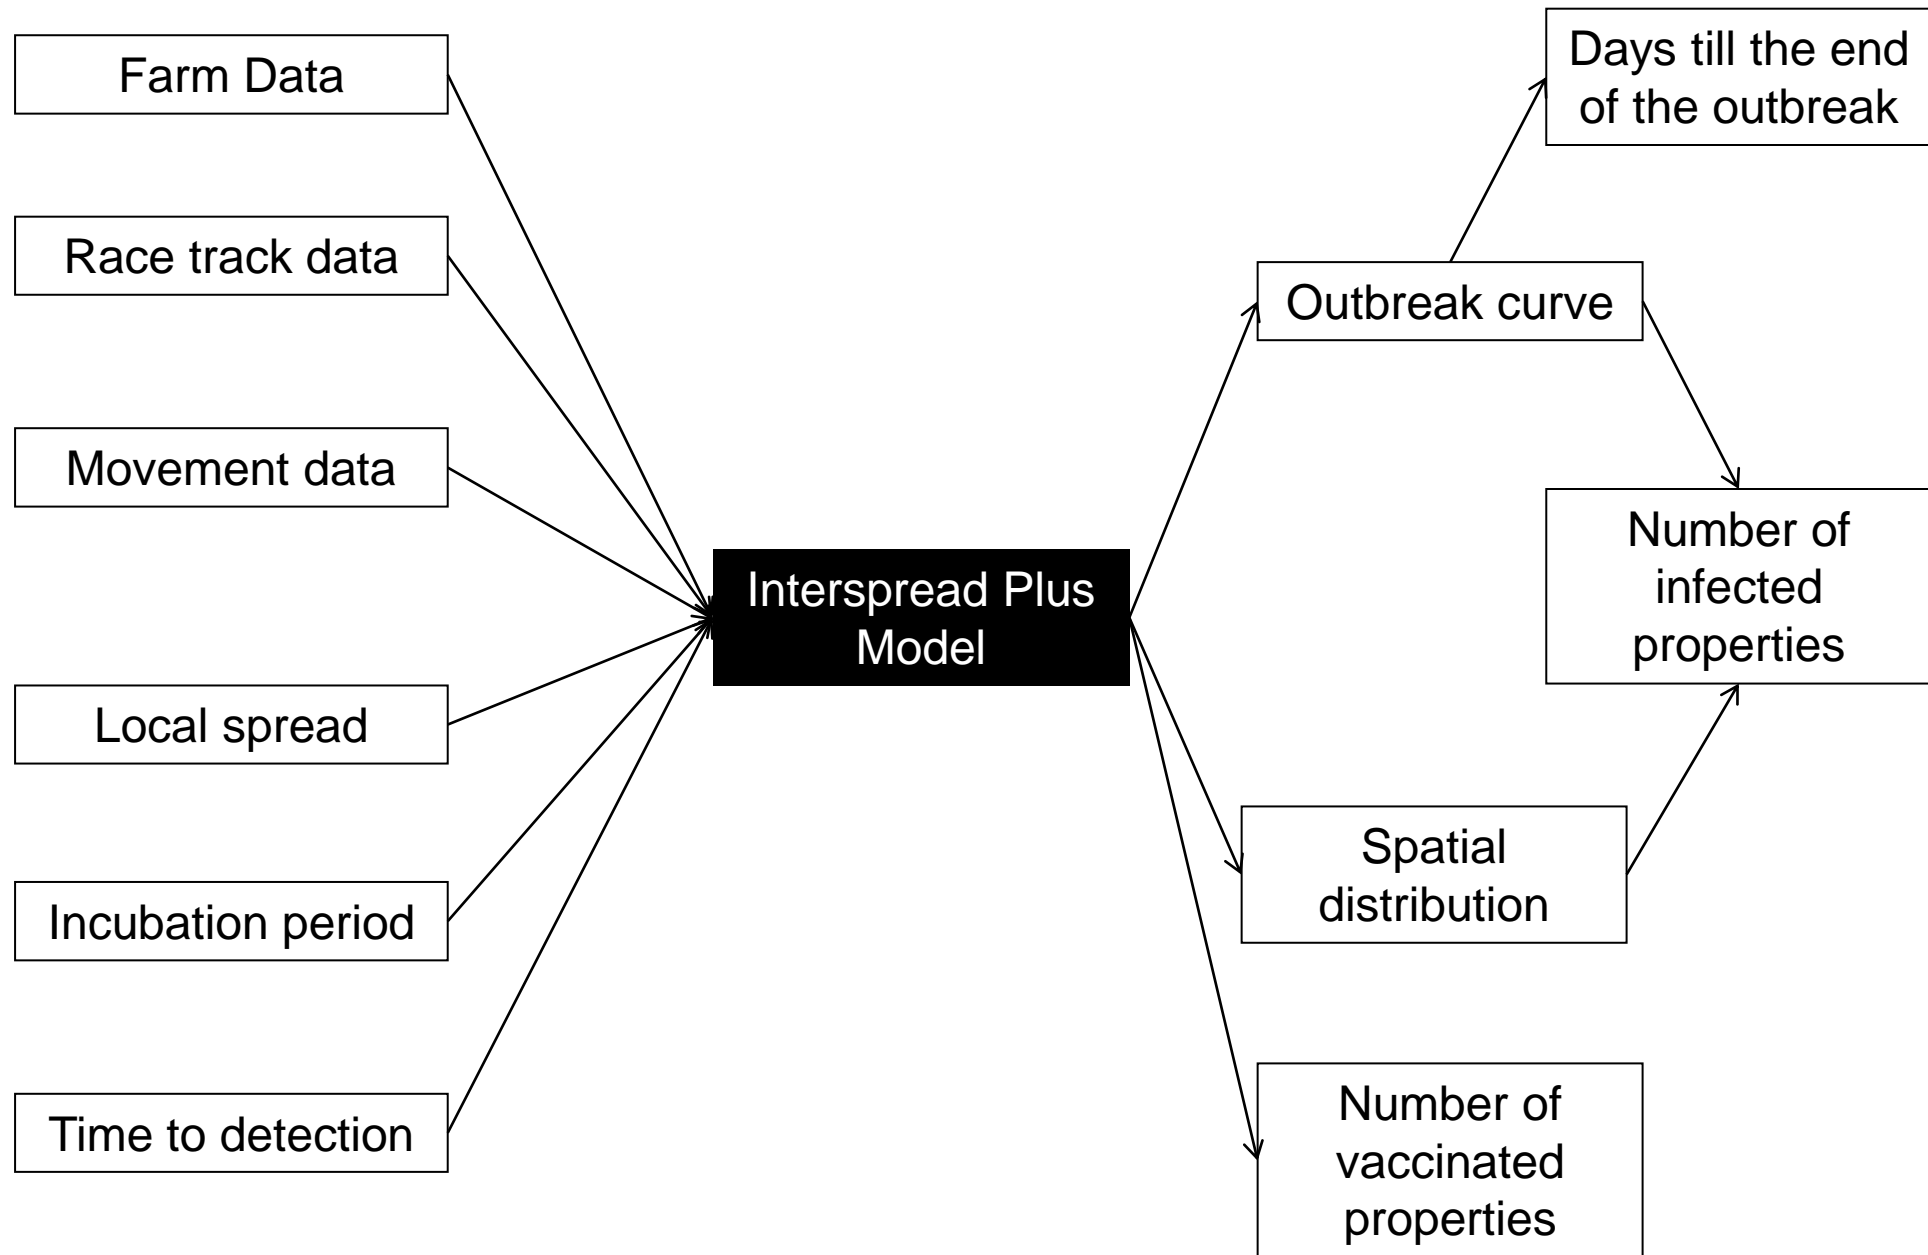 Farm Data
Race track data
Movement data
Local spread
Incubation period
Time to detection
Interspread Plus
Model
Outbreak curve
Spatial
distribution
Number of
vaccinated
properties
Days till the end
of the outbreak
Number of
infected
properties